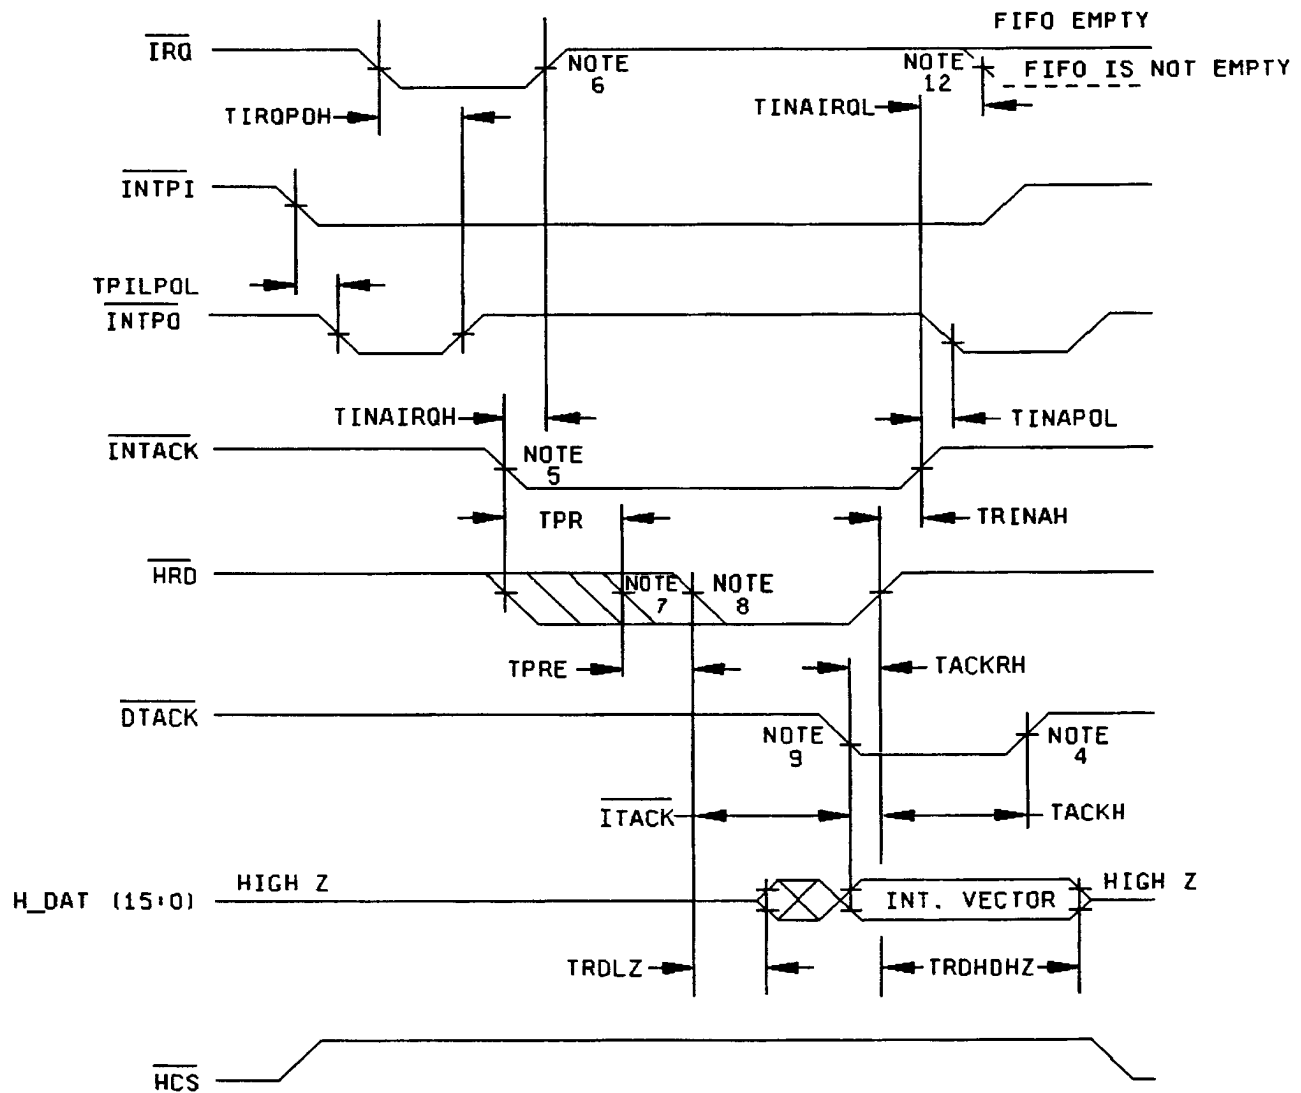 FIFO EMPTY
IRQ
NOTE
6
NOTE
12
FIFO IS NOT EMPTY
TIRQPOH
TINAIRQL
INTPI
TPILPOL
INTPO
TINAIRQH
TINAPOL
INTACK
NOTE
5
TPR
TRINAH
HRD
NOTE
7
NOTE
8
TPRE
TACKRH
DTACK
NOTE
9
NOTE
4
ITACK
TACKH
H_DAT (15:0)
HIGH Z
INT. VECTOR
HIGH Z
TRDLZ
TRDHDHZ
HCS